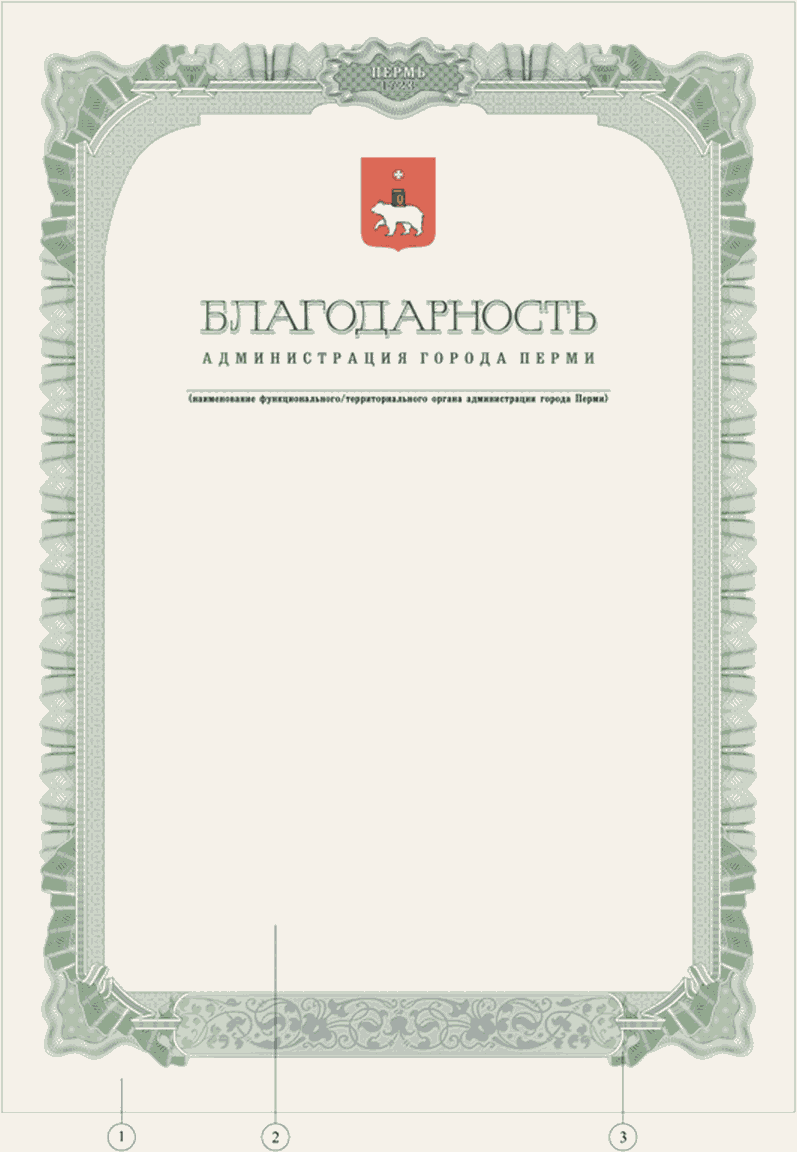 ПЕРМЬ
1723
БЛАГОДАРНОСТЬ
АДМИНИСТРАЦИЯ ГОРОДА ПЕРМИ
(наименование функционального/территориального органа администрации города Перми)
1 2 3